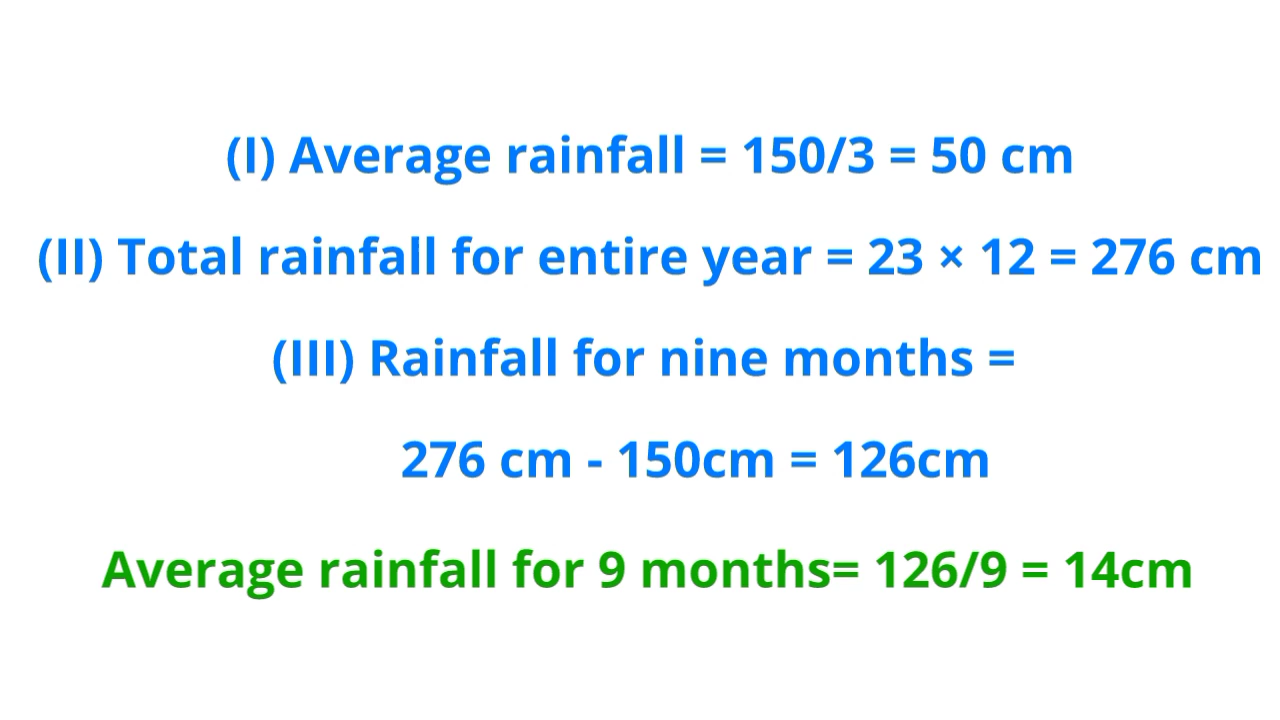 (I) Average rainfall = 150/3 = 50 cm
(II) Total rainfall for entire year = 23 × 12 = 276 cm
(III) Rainfall for nine months =
276 cm - 150cm = 126cm
Average rainfall for 9 months= 126/9 = 14cm